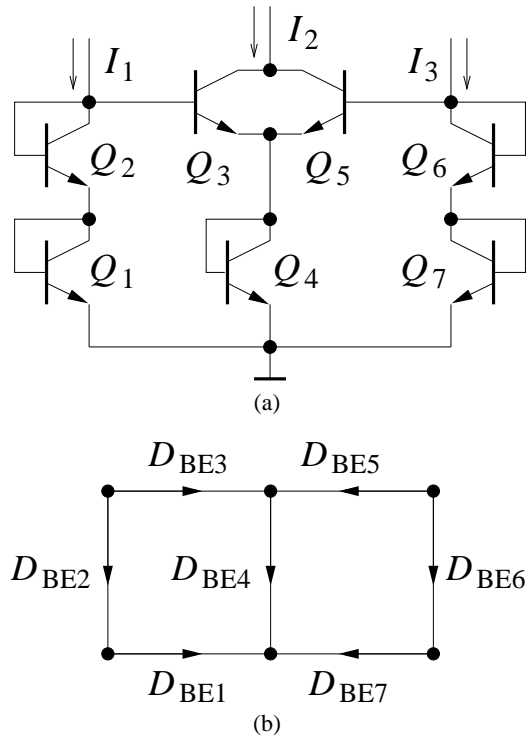 I1 I2 I3
Q2 Q3 Q5 Q6
Q1 Q4 Q7
(a)
DBE3 DBE5
DBE2 DBE4 DBE6
DBE1 DBE7
(b)